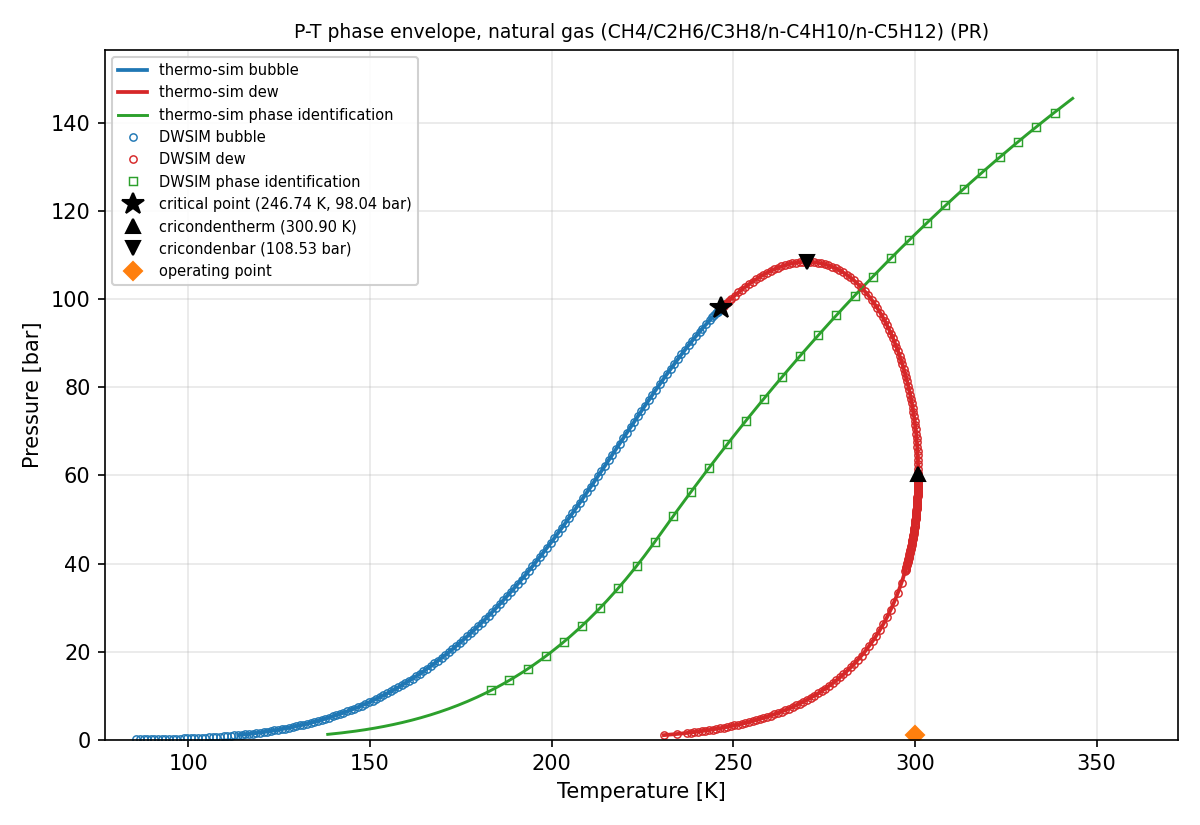 P-T phase envelope, natural gas (CH4/C2H6/C3H8/n-C4H10/n-C5H12) (PR)
thermo-sim bubble
thermo-sim dew
thermo-sim phase identification
DWSIM bubble
DWSIM dew
DWSIM phase identification
critical point (246.74 K, 98.04 bar)
cricondentherm (300.90 K)
cricondenbar (108.53 bar)
operating point
Pressure [bar]
140
120
100
80
60
40
20
0
100
150
200
250
300
350
Temperature [K]